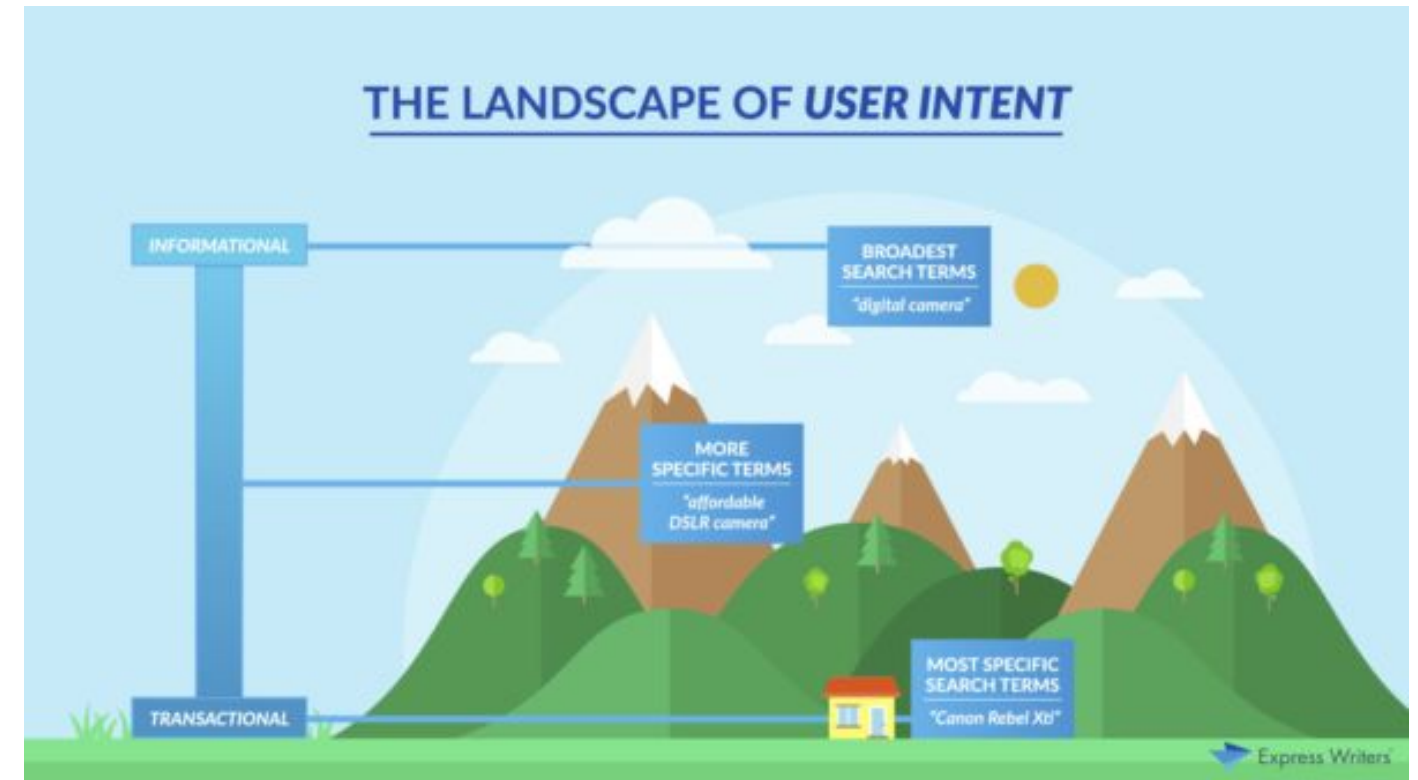 THE LANDSCAPE OF USER INTENT
INFORMATIONAL
BROADEST
SEARCH TERMS
"digital camera"
MORE
SPECIFIC TERMS
"affordable
DSLR camera"
MOST SPECIFIC
SEARCH TERMS
"Canon Rebel Xti"
TRANSACTIONAL
Express Writers